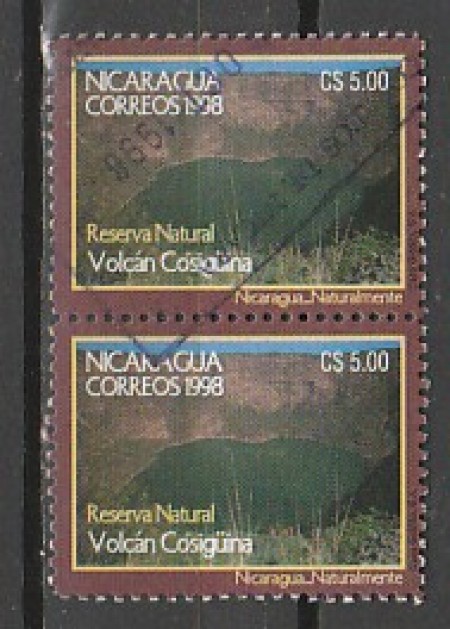 NICARAGUA C$ 5.00
CORREOS 1998
Reserva Natural
Volcán Cosigüina
Nicaragua...Naturalmente
NICARAGUA C$ 5.00
CORREOS 1998
Reserva Natural
Volcán Cosigüina
Nicaragua...Naturalmente